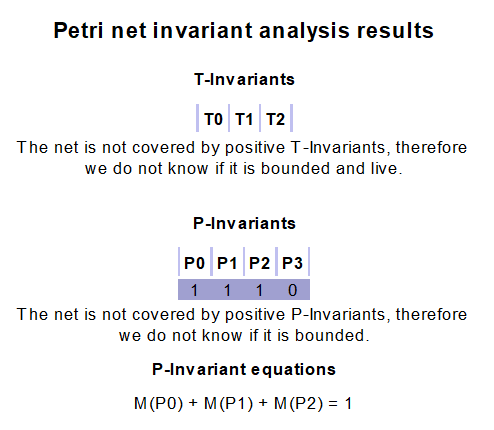 Petri net invariant analysis results
T-Invariants
T0 T1 T2
The net is not covered by positive T-Invariants, therefore
we do not know if it is bounded and live.
P-Invariants
P0 P1 P2 P3
1 1 1 0
The net is not covered by positive P-Invariants, therefore
we do not know if it is bounded.
P-Invariant equations
M(P0) + M(P1) + M(P2) = 1